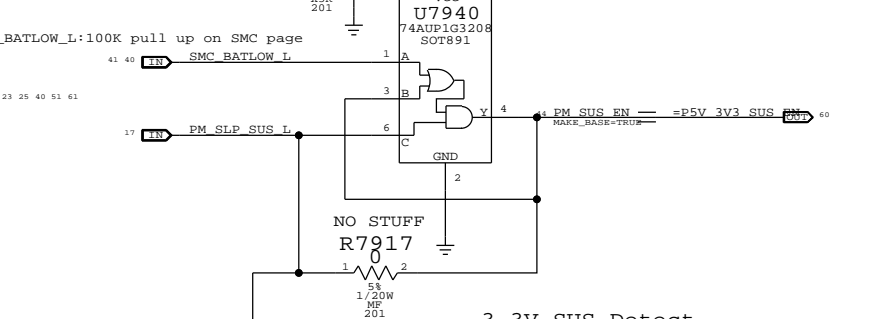 201
U7940
74AUP1G3208
SOT891
_BATLOW_L:100K pull up on SMC page
41 40 IN SMC_BATLOW_L 1 A
23 25 40 51 61
3 B
Y 4 44 PM_SUS_EN =P5V_3V3_SUS_EN OUT 60
MAKE_BASE=TRUE
17 IN PM_SLP_SUS_L 6
C
GND
2
NO STUFF
R7917
0
1 2
5%
1/20W
MF
201
3.3V SUS Detect